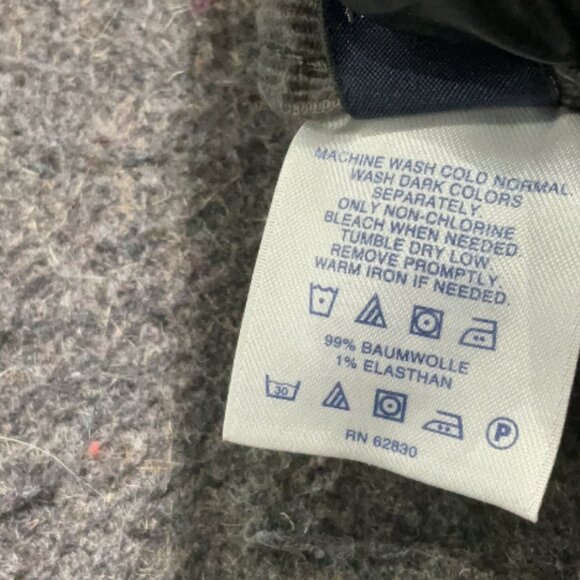 MACHINE WASH COLD NORMAL.
WASH DARK COLORS
SEPARATELY.
ONLY NON-CHLORINE
BLEACH WHEN NEEDED.
TUMBLE DRY LOW.
REMOVE PROMPTLY.
WARM IRON IF NEEDED.
99% BAUMWOLLE
1% ELASTHAN
30
P
RN 62830